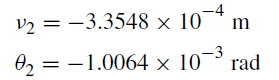 v₂ = −3.3548 × 10⁻⁴ m
θ₂ = −1.0064 × 10⁻³ rad